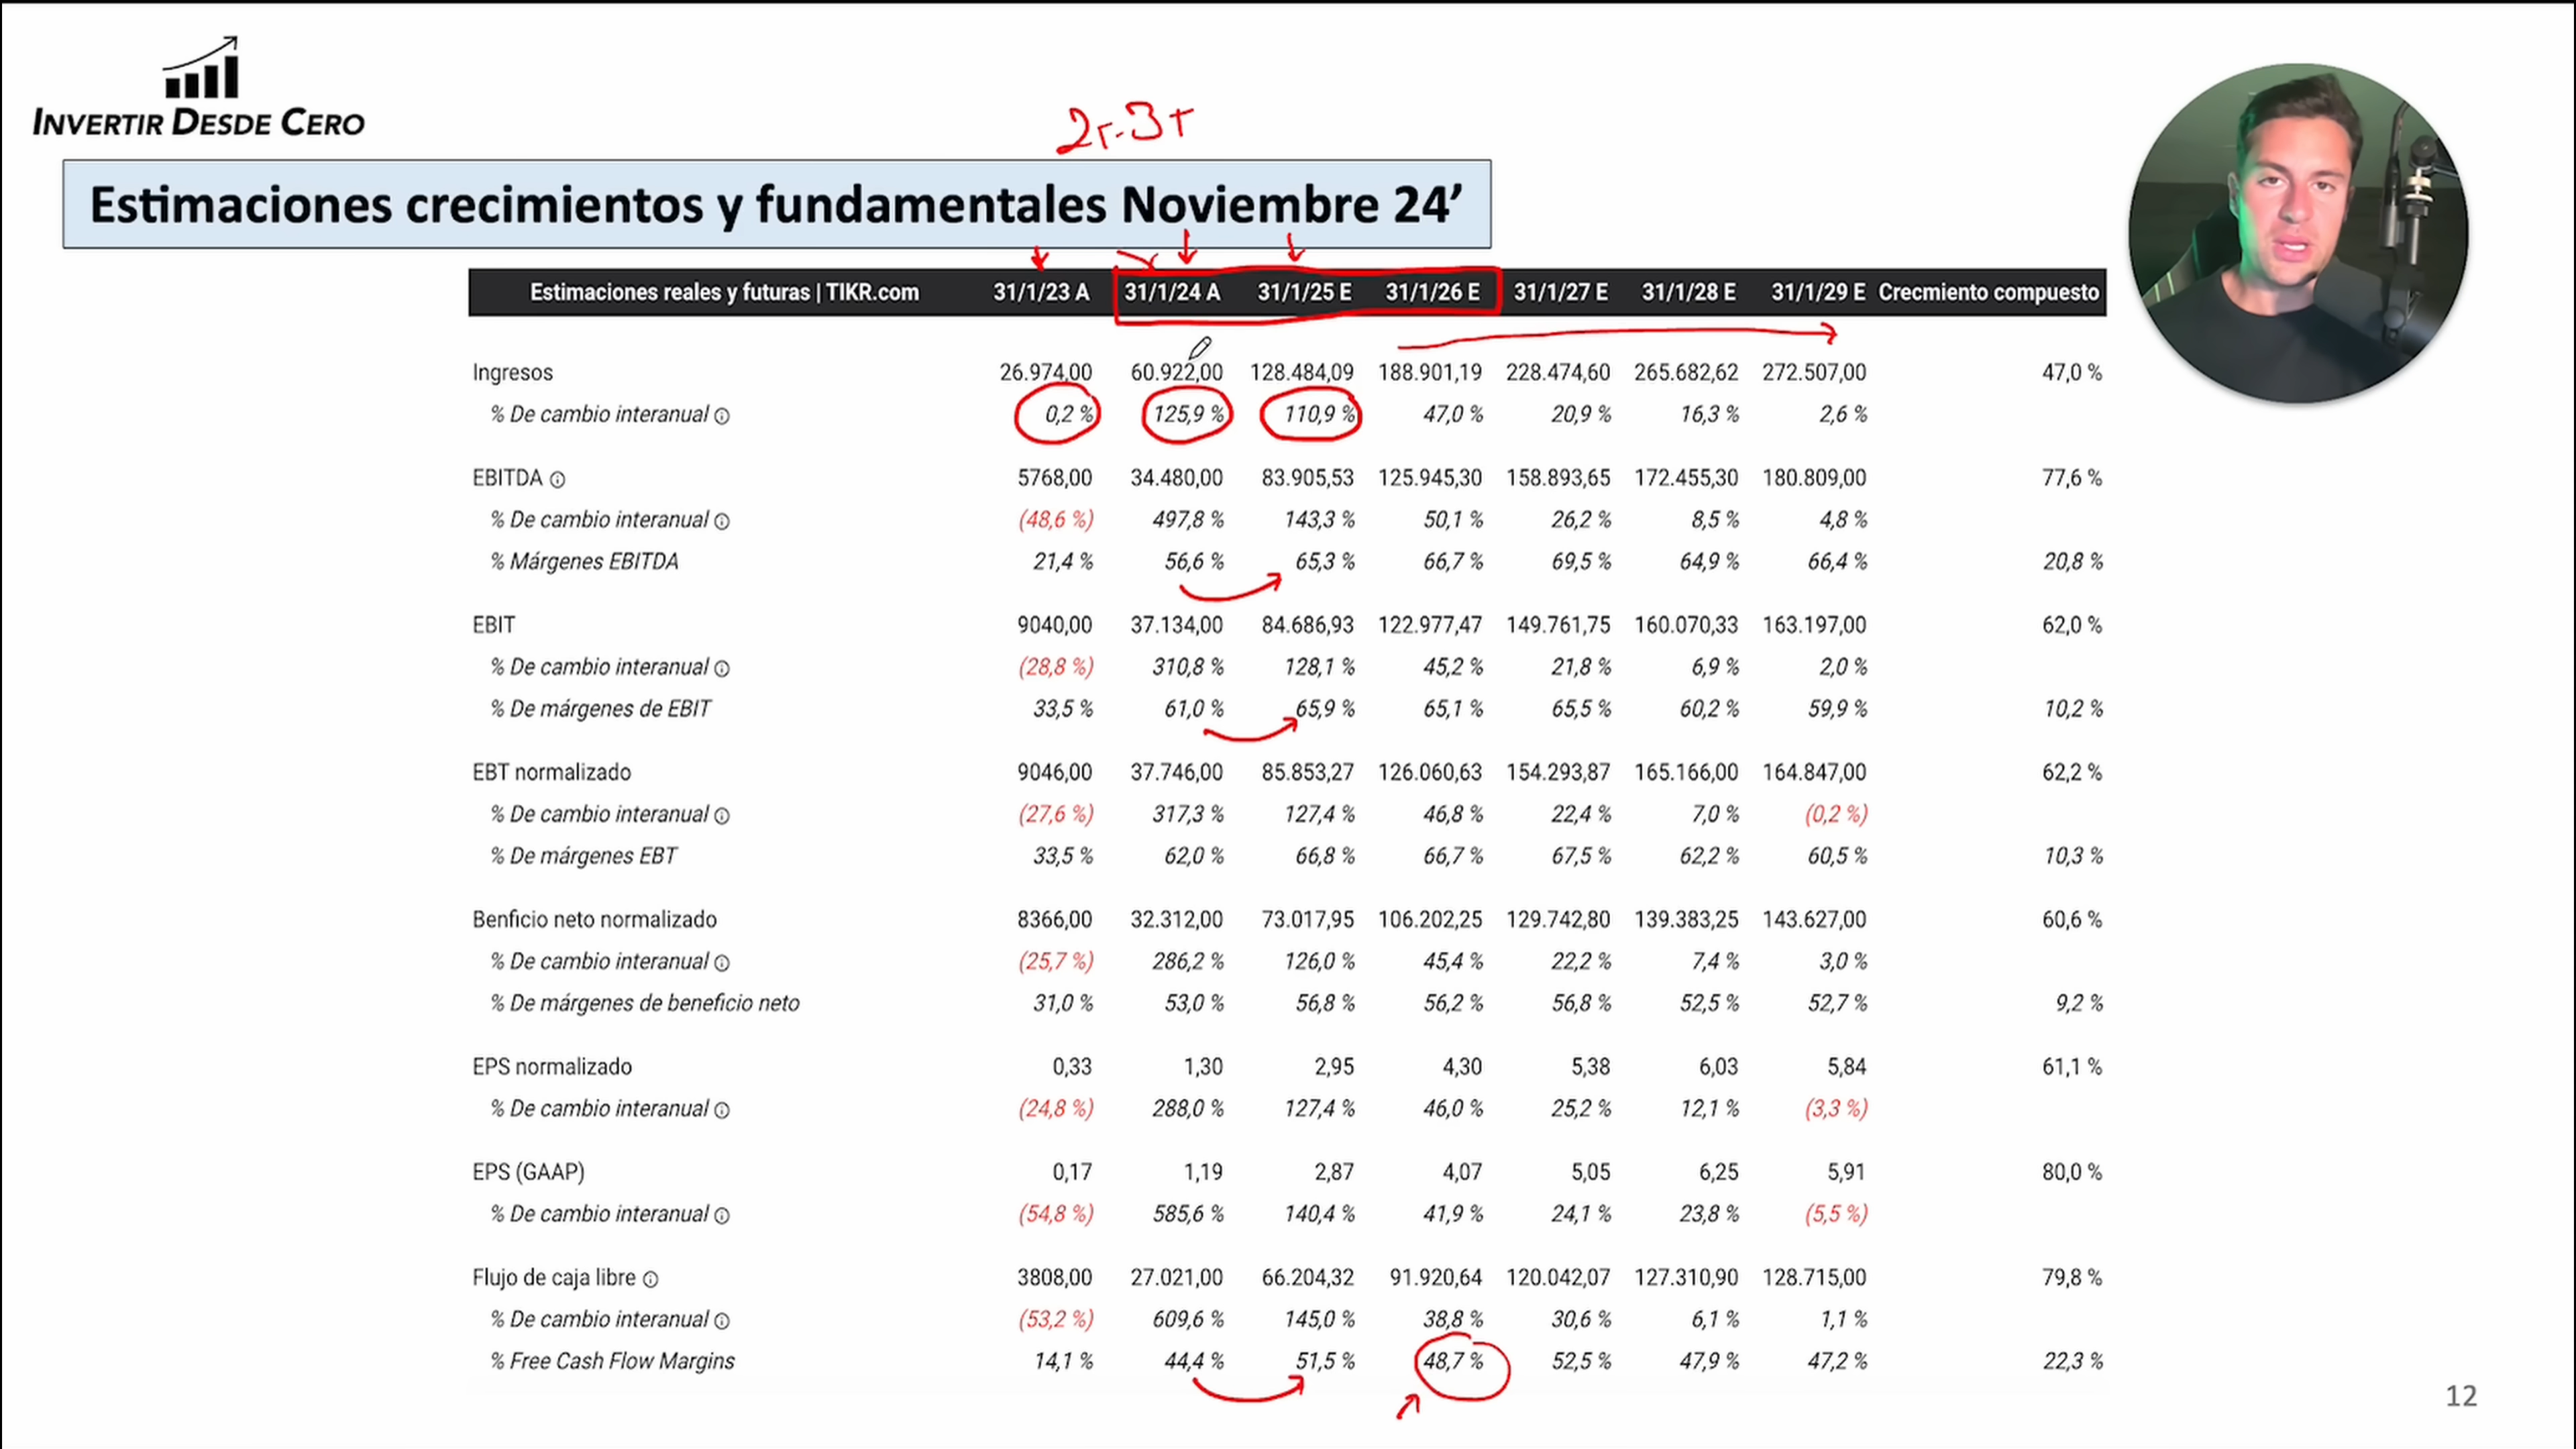 INVERTIR DESDE CERO
2T-3T
Estimaciones crecimientos y fundamentales Noviembre 24’
Estimaciones reales y futuras | TIKR.com 31/1/23 A 31/1/24 A 31/1/25 E 31/1/26 E 31/1/27 E 31/1/28 E 31/1/29 E Crecmiento compuesto
Ingresos 26.974,00 60.922,00 128.484,09 188.901,19 228.474,60 265.682,62 272.507,00 47,0 %
% De cambio interanual 0,2 % 125,9 % 110,9 % 47,0 % 20,9 % 16,3 % 2,6 %
EBITDA 5768,00 34.480,00 83.905,53 125.945,30 158.893,65 172.455,30 180.809,00 77,6 %
% De cambio interanual (48,6 %) 497,8 % 143,3 % 50,1 % 26,2 % 8,5 % 4,8 %
% Márgenes EBITDA 21,4 % 56,6 % 65,3 % 66,7 % 69,5 % 64,9 % 66,4 % 20,8 %
EBIT 9040,00 37.134,00 84.686,93 122.977,47 149.761,75 160.070,33 163.197,00 62,0 %
% De cambio interanual (28,8 %) 310,8 % 128,1 % 45,2 % 21,8 % 6,9 % 2,0 %
% De márgenes de EBIT 33,5 % 61,0 % 65,9 % 65,1 % 65,5 % 60,2 % 59,9 % 10,2 %
EBT normalizado 9046,00 37.746,00 85.853,27 126.060,63 154.293,87 165.166,00 164.847,00 62,2 %
% De cambio interanual (27,6 %) 317,3 % 127,4 % 46,8 % 22,4 % 7,0 % (0,2 %)
% De márgenes EBT 33,5 % 62,0 % 66,8 % 66,7 % 67,5 % 62,2 % 60,5 % 10,3 %
Benficio neto normalizado 8366,00 32.312,00 73.017,95 106.202,25 129.742,80 139.383,25 143.627,00 60,6 %
% De cambio interanual (25,7 %) 286,2 % 126,0 % 45,4 % 22,2 % 7,4 % 3,0 %
% De márgenes de beneficio neto 31,0 % 53,0 % 56,8 % 56,2 % 56,8 % 52,5 % 52,7 % 9,2 %
EPS normalizado 0,33 1,30 2,95 4,30 5,38 6,03 5,84 61,1 %
% De cambio interanual (24,8 %) 288,0 % 127,4 % 46,0 % 25,2 % 12,1 % (3,3 %)
EPS (GAAP) 0,17 1,19 2,87 4,07 5,05 6,25 5,91 80,0 %
% De cambio interanual (54,8 %) 585,6 % 140,4 % 41,9 % 24,1 % 23,8 % (5,5 %)
Flujo de caja libre 3808,00 27.021,00 66.204,32 91.920,64 120.042,07 127.310,90 128.715,00 79,8 %
% De cambio interanual (53,2 %) 609,6 % 145,0 % 38,8 % 30,6 % 6,1 % 1,1 %
% Free Cash Flow Margins 14,1 % 44,4 % 51,5 % 48,7 % 52,5 % 47,9 % 47,2 % 22,3 %
12